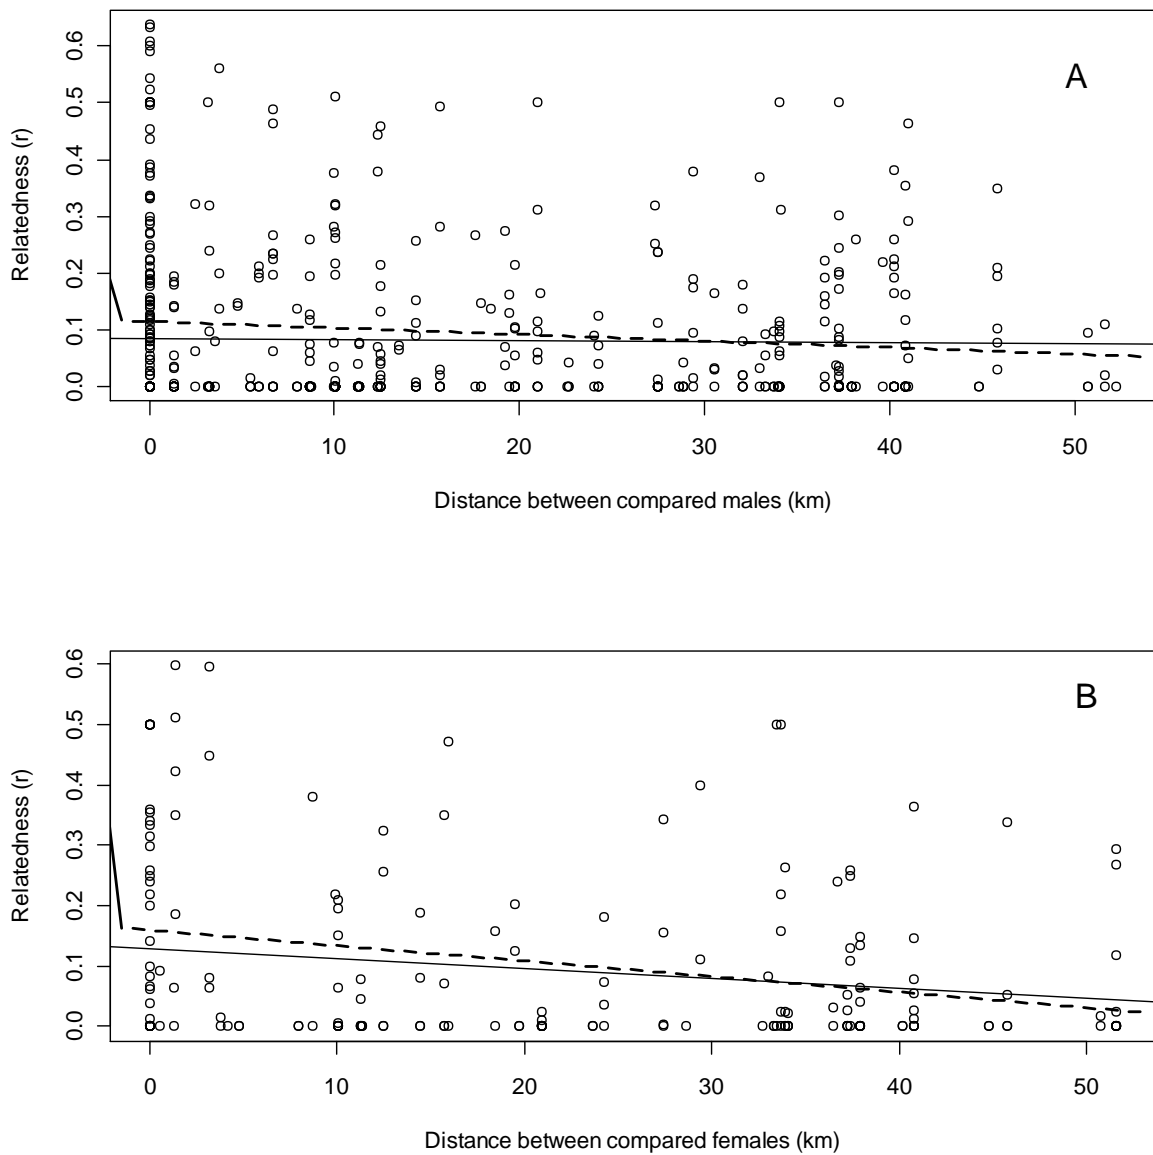 A
Relatedness (r)
0.6
0.5
0.4
0.3
0.2
0.1
0.0
0 10 20 30 40 50
Distance between compared males (km)
B
Relatedness (r)
0.6
0.5
0.4
0.3
0.2
0.1
0.0
0 10 20 30 40 50
Distance between compared females (km)